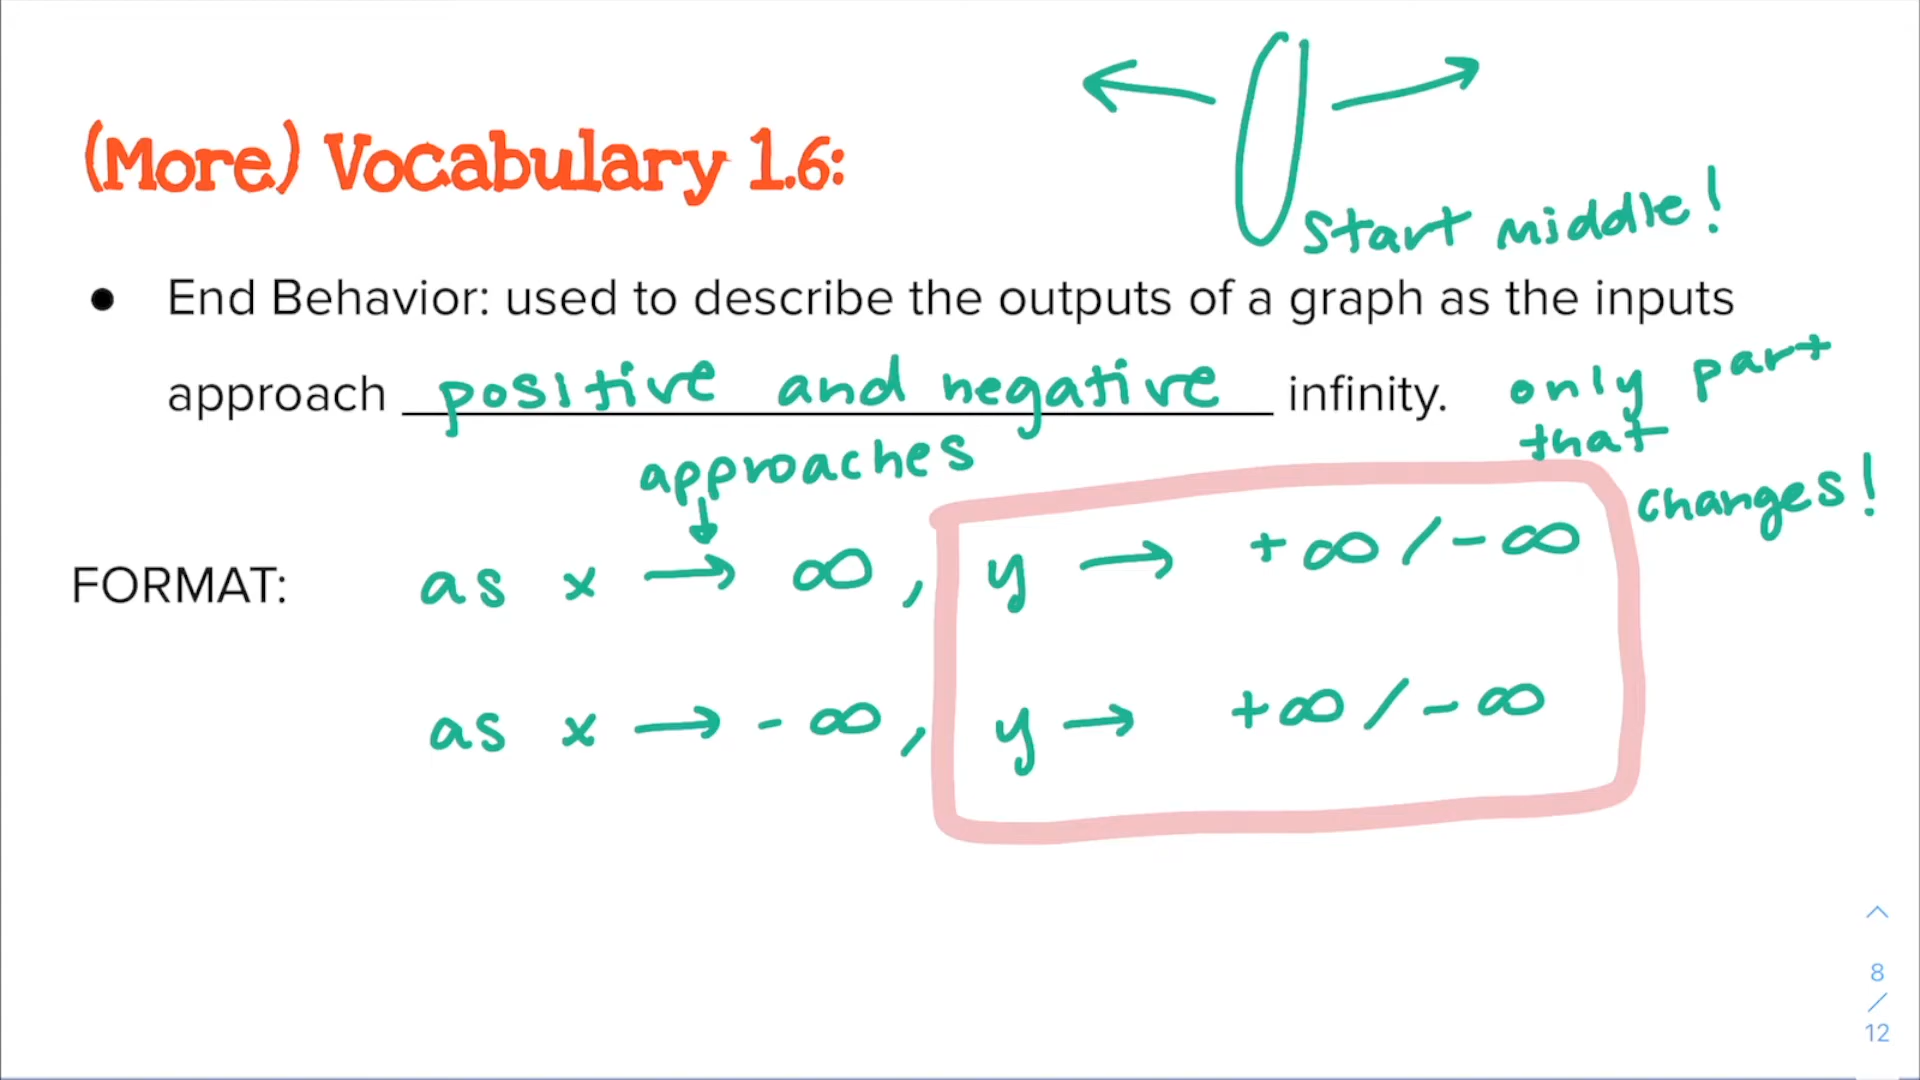 (More) Vocabulary 1.6:
start middle!
● End Behavior: used to describe the outputs of a graph as the inputs
approach positive and negative infinity.
only part
that
changes!
approaches
FORMAT: as x → ∞, y → +∞/-∞
as x → -∞, y → +∞/-∞
8
/
12